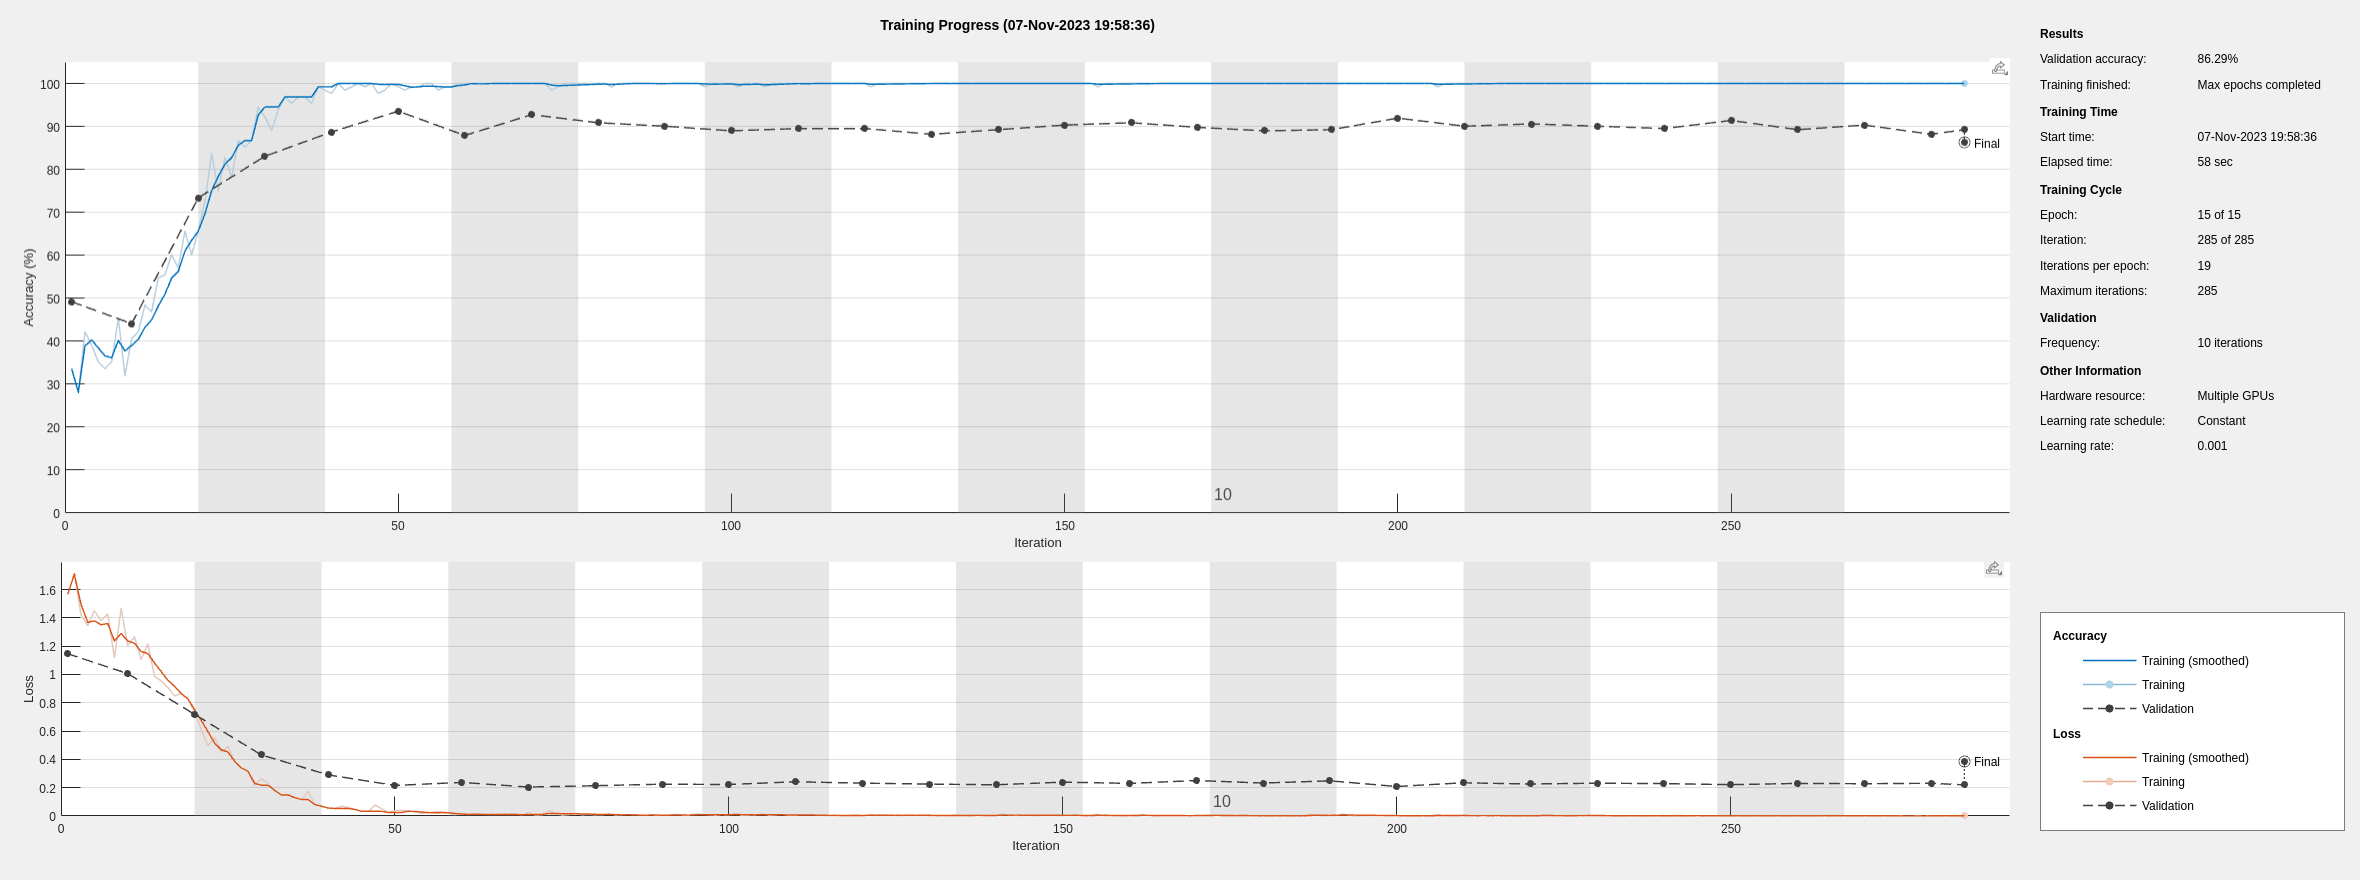 Training Progress (07-Nov-2023 19:58:36)
100
90
80
70
60
50
40
30
20
10
0
Accuracy (%)
Final
10
0
50
100
150
200
250
Iteration
1.6
1.4
1.2
1
0.8
0.6
0.4
0.2
0
Loss
Final
10
0
50
100
150
200
250
Iteration
Results
Validation accuracy: 86.29%
Training finished: Max epochs completed
Training Time
Start time: 07-Nov-2023 19:58:36
Elapsed time: 58 sec
Training Cycle
Epoch: 15 of 15
Iteration: 285 of 285
Iterations per epoch: 19
Maximum iterations: 285
Validation
Frequency: 10 iterations
Other Information
Hardware resource: Multiple GPUs
Learning rate schedule: Constant
Learning rate: 0.001
Accuracy
Training (smoothed)
Training
Validation
Loss
Training (smoothed)
Training
Validation